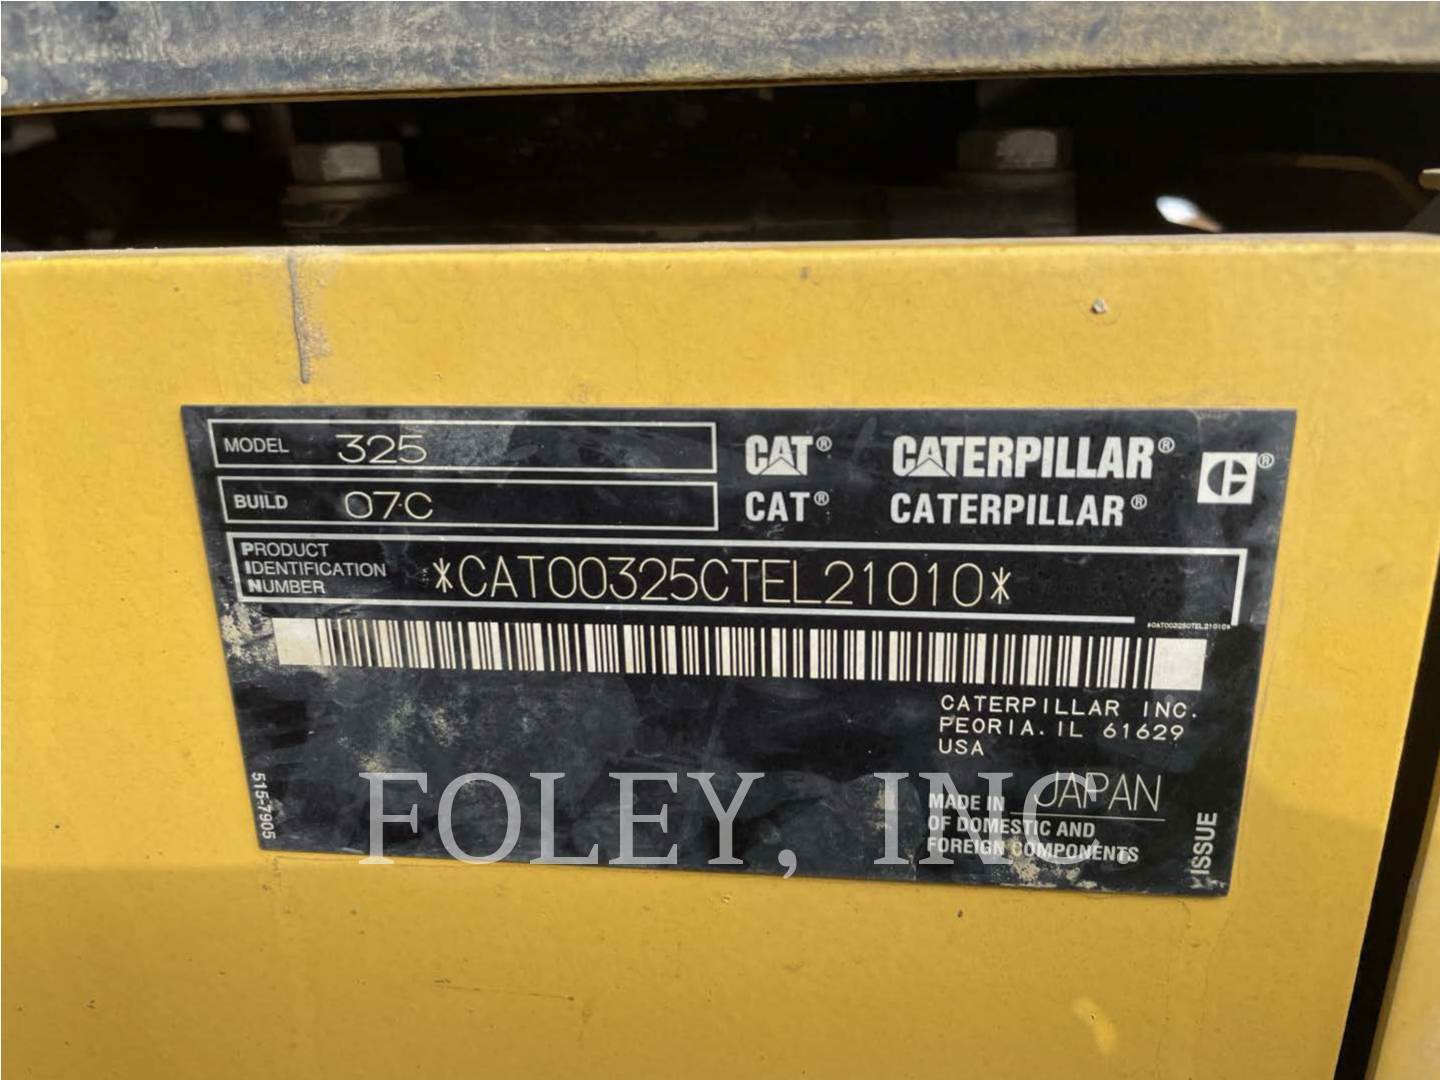 MODEL 325
BUILD 07C
CAT® CATERPILLAR® ®
CAT® CATERPILLAR®
PRODUCT
IDENTIFICATION
NUMBER
*CAT00325CTEL21010*
*CAT00325CTEL21010*
CATERPILLAR INC.
PEORIA. IL 61629
USA
MADE IN JAPAN
OF DOMESTIC AND
FOREIGN COMPONENTS
515-7905
ISSUE
FOLEY, INC.